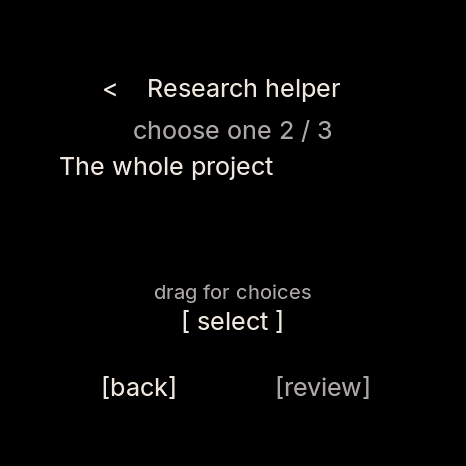 < Research helper
choose one 2 / 3
The whole project
drag for choices
[ select ]
[back] [review]